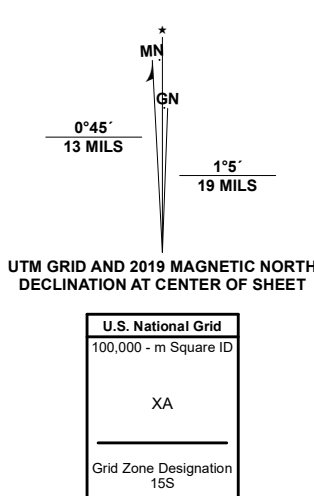 ★
MN
GN
0°45´
13 MILS
1°5´
19 MILS
UTM GRID AND 2019 MAGNETIC NORTH
DECLINATION AT CENTER OF SHEET
U.S. National Grid
100,000 - m Square ID
XA
Grid Zone Designation
15S